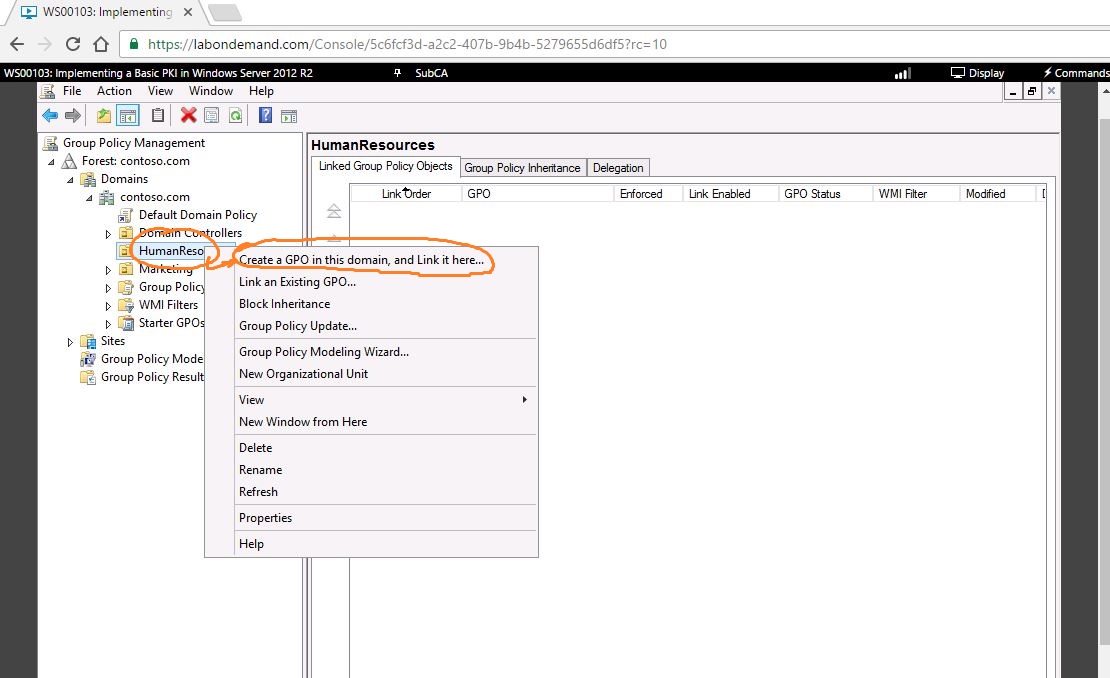 WS00103: Implementing
https://labondemand.com/Console/5c6fcf3d-a2c2-407b-9b4b-5279655d6df5?rc=10
WS00103: Implementing a Basic PKI in Windows Server 2012 R2 SubCA Display Commands
File Action View Window Help
Group Policy Management
Forest: contoso.com
Domains
contoso.com
Default Domain Policy
Domain Controllers
HumanReso
Marketing
Group Policy
WMI Filters
Starter GPOs
Sites
Group Policy Mode
Group Policy Result
HumanResources
Linked Group Policy Objects Group Policy Inheritance Delegation
Link Order GPO Enforced Link Enabled GPO Status WMI Filter Modified
Create a GPO in this domain, and Link it here...
Link an Existing GPO...
Block Inheritance
Group Policy Update...
Group Policy Modeling Wizard...
New Organizational Unit
View
New Window from Here
Delete
Rename
Refresh
Properties
Help